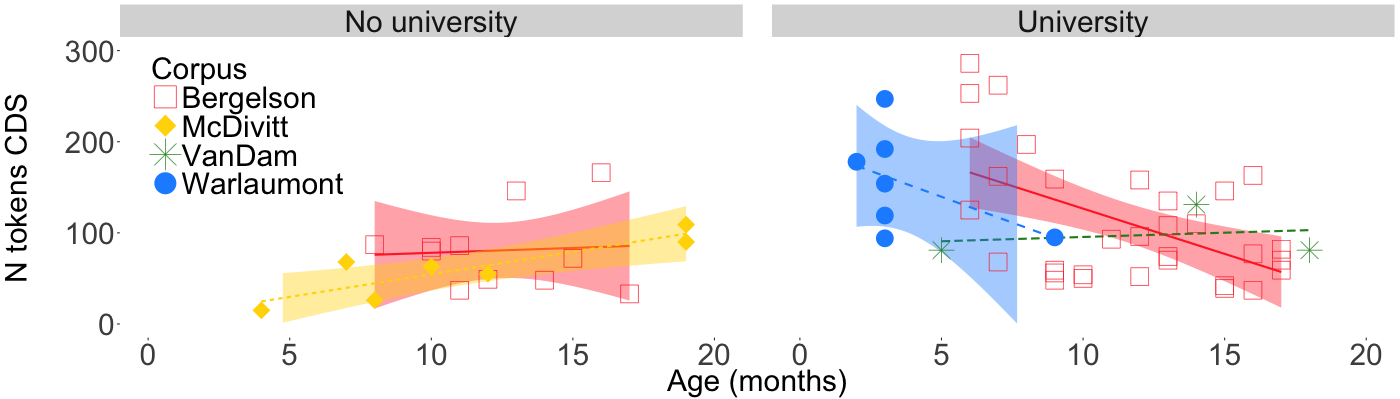 No university
University
N tokens CDS
300
200
100
0
Corpus
Bergelson
McDivitt
VanDam
Warlaumont
0 5 10 15 20
0 5 10 15 20
Age (months)